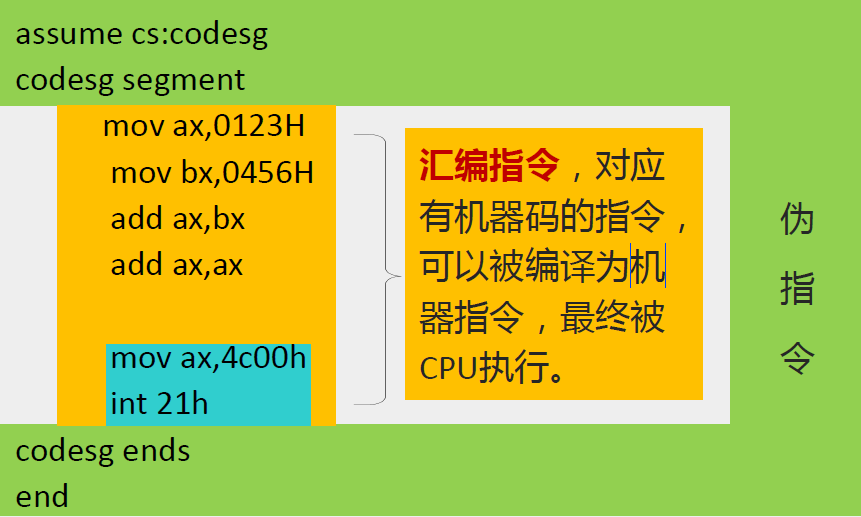 assume cs:codesg
codesg segment
mov ax,0123H
mov bx,0456H
add ax,bx
add ax,ax
mov ax,4c00h
int 21h
codesg ends
end
汇编指令，对应
有机器码的指令，
可以被编译为机
器指令，最终被
CPU执行。
伪
指
令